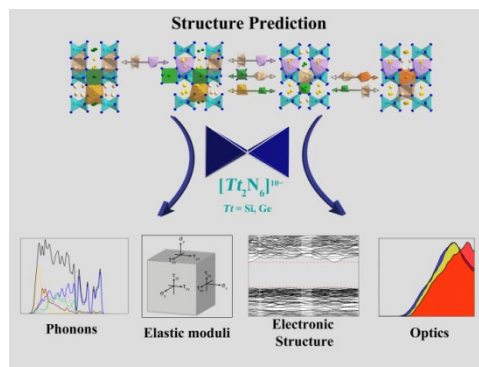 Structure Prediction
[Tt₂N₆]¹⁰⁻
Tt = Si, Ge
Phonons
Elastic moduli
Electronic
Structure
Optics